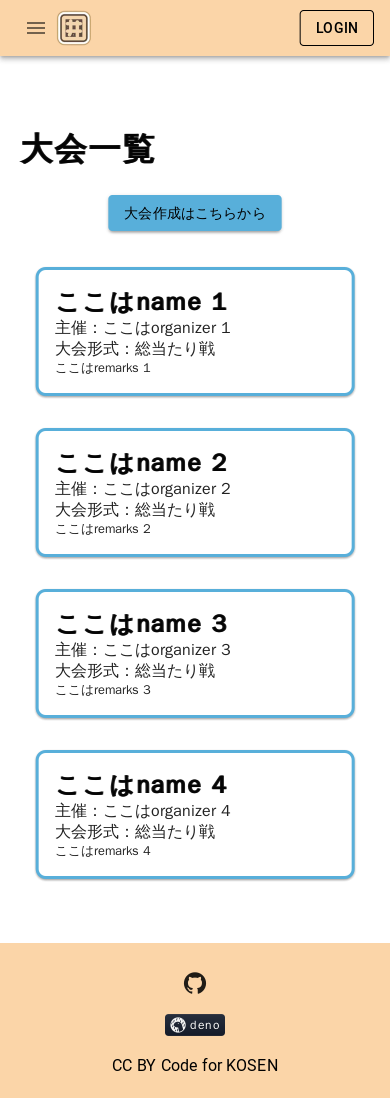 LOGIN
大会一覧
大会作成はこちらから
ここはname 1
主催：ここはorganizer 1
大会形式：総当たり戦
ここはremarks 1
ここはname 2
主催：ここはorganizer 2
大会形式：総当たり戦
ここはremarks 2
ここはname 3
主催：ここはorganizer 3
大会形式：総当たり戦
ここはremarks 3
ここはname 4
主催：ここはorganizer 4
大会形式：総当たり戦
ここはremarks 4
deno
CC BY Code for KOSEN